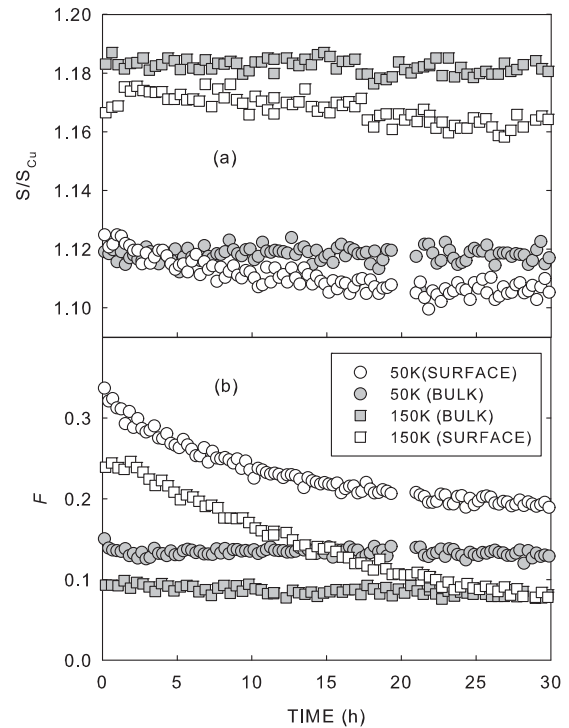 1.20
1.18
1.16
1.14
1.12
1.10
S/S_Cu
(a)
(b)
50K(SURFACE)
50K (BULK)
150K (BULK)
150K (SURFACE)
0.3
0.2
0.1
0.0
F
0 5 10 15 20 25 30
TIME (h)